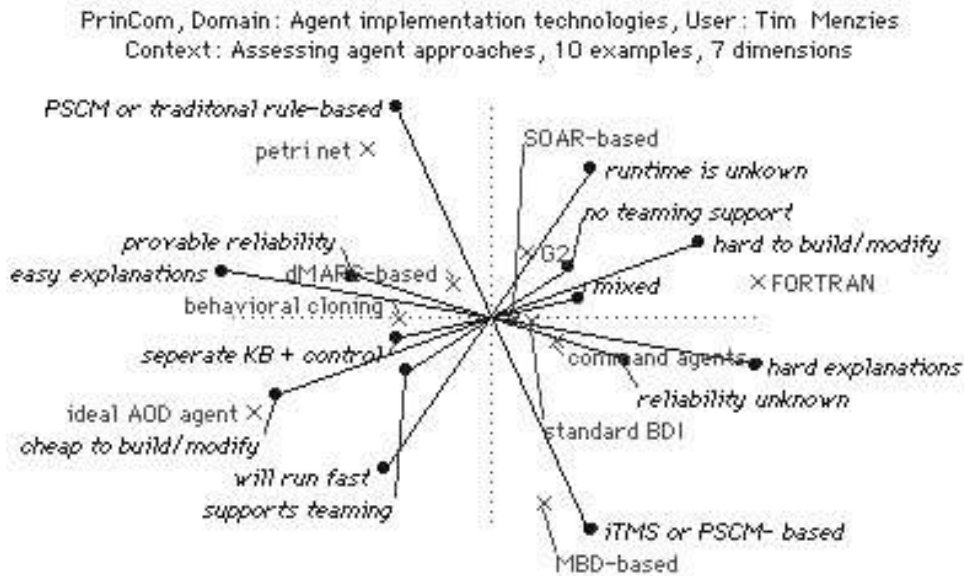 PrinCom, Domain: Agent implementation technologies, User: Tim Menzies
Context: Assessing agent approaches, 10 examples, 7 dimensions
PSCM or traditonal rule-based
SOAR-based
petri net
runtime is unkown
no teaming support
provable reliability
G2
hard to build/modify
easy explanations
dMARS-based
mixed
FORTRAN
behavioral cloning
seperate KB + control
command agents
hard explanations
reliability unknown
ideal AOD agent
standard BDI
cheap to build/modify
will run fast
supports teaming
iTMS or PSCM- based
MBD-based